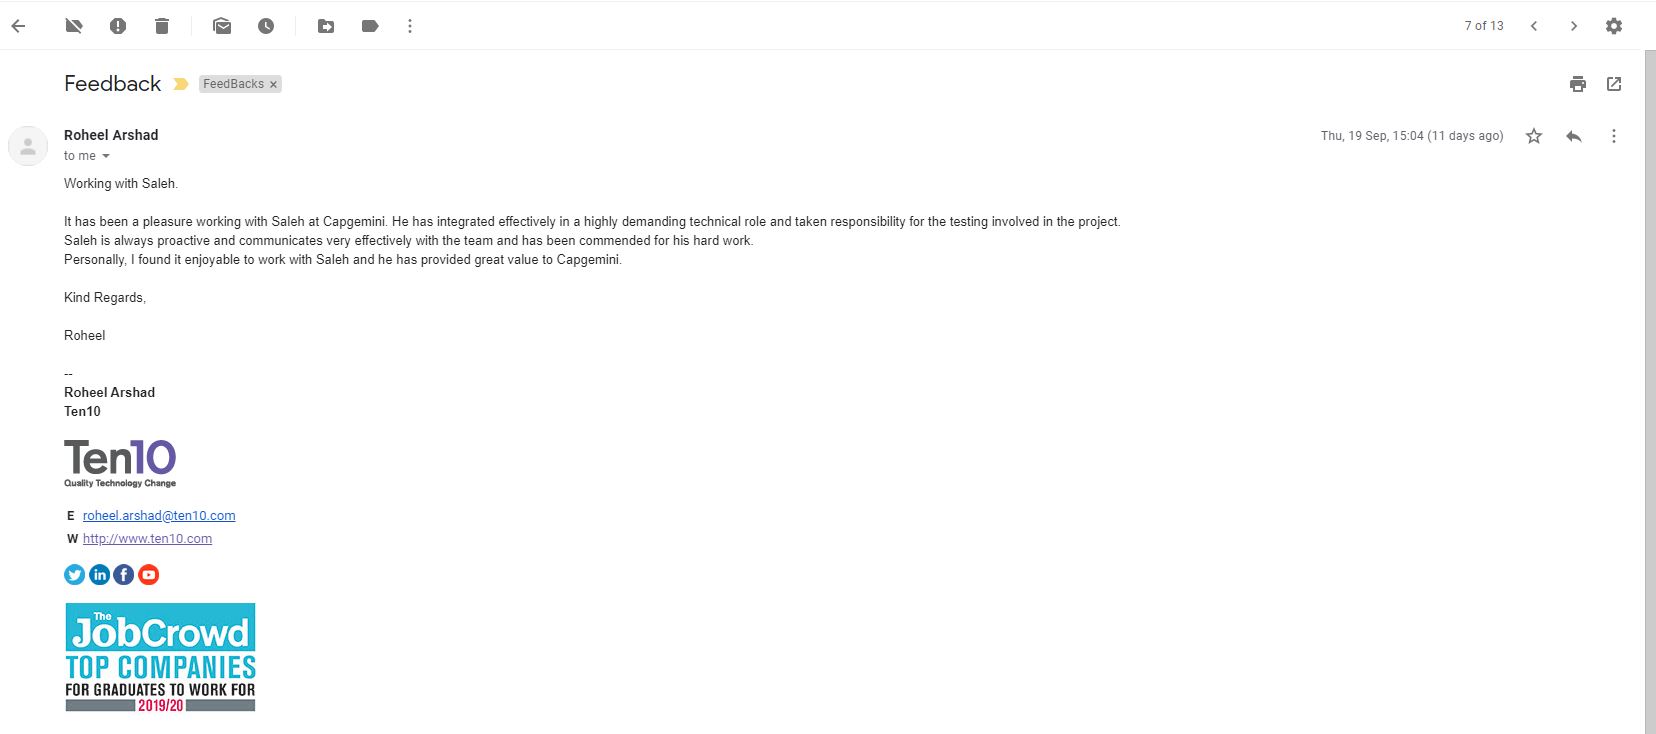 7 of 13
Feedback FeedBacks x
Roheel Arshad Thu, 19 Sep, 15:04 (11 days ago)
to me
Working with Saleh.
It has been a pleasure working with Saleh at Capgemini. He has integrated effectively in a highly demanding technical role and taken responsibility for the testing involved in the project.
Saleh is always proactive and communicates very effectively with the team and has been commended for his hard work.
Personally, I found it enjoyable to work with Saleh and he has provided great value to Capgemini.
Kind Regards,
Roheel
--
Roheel Arshad
Ten10
Ten10
Quality Technology Change
E roheel.arshad@ten10.com
W http://www.ten10.com
in f
The
JobCrowd
TOP COMPANIES
FOR GRADUATES TO WORK FOR
2019/20